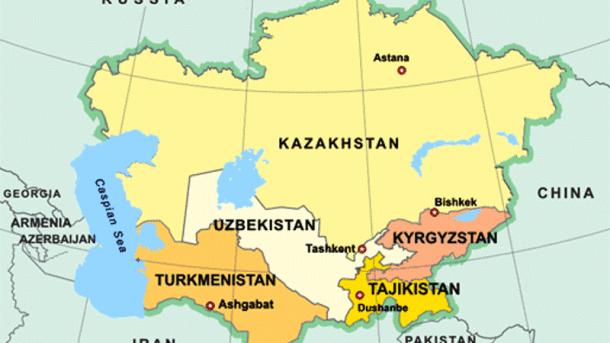 RUSSIA
Astana
KAZAKHSTAN
GEORGIA
CHINA
Caspian Sea
Bishkek
ARMENIA
UZBEKISTAN
AZERBAIJAN
KYRGYZSTAN
Tashkent
TURKMENISTAN
TAJIKISTAN
Ashgabat
Dushanbe
IRAN
PAKISTAN